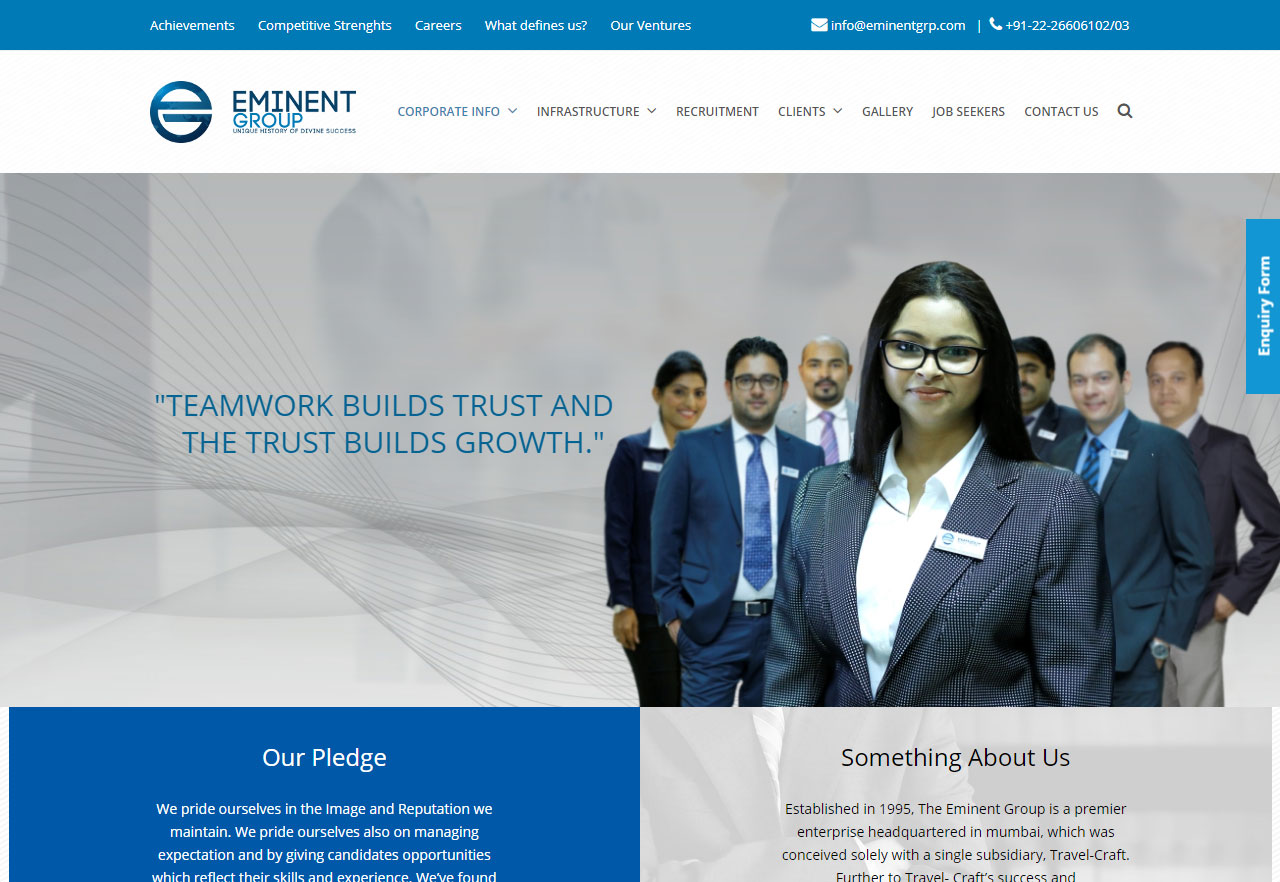 Achievements Competitive Strenghts Careers What defines us? Our Ventures info@eminentgrp.com | +91-22-26606102/03
EMINENT
GROUP
UNIQUE HISTORY OF DIVINE SUCCESS
CORPORATE INFO INFRASTRUCTURE RECRUITMENT CLIENTS GALLERY JOB SEEKERS CONTACT US
Enquiry Form
"TEAMWORK BUILDS TRUST AND
THE TRUST BUILDS GROWTH."
Our Pledge
We pride ourselves in the Image and Reputation we
maintain. We pride ourselves also on managing
expectation and by giving candidates opportunities
which reflect their skills and experience. We've found
Something About Us
Established in 1995, The Eminent Group is a premier
enterprise headquartered in mumbai, which was
conceived solely with a single subsidiary, Travel-Craft.
Further to Travel- Craft's success and